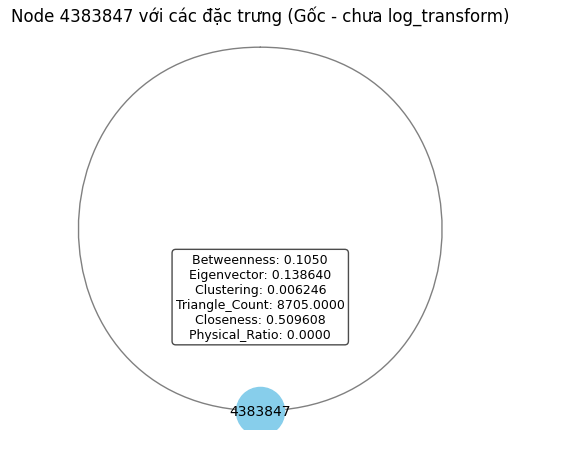 Node 4383847 với các đặc trưng (Gốc - chưa log_transform)
Betweenness: 0.1050
Eigenvector: 0.138640
Clustering: 0.006246
Triangle_Count: 8705.0000
Closeness: 0.509608
Physical_Ratio: 0.0000
4383847